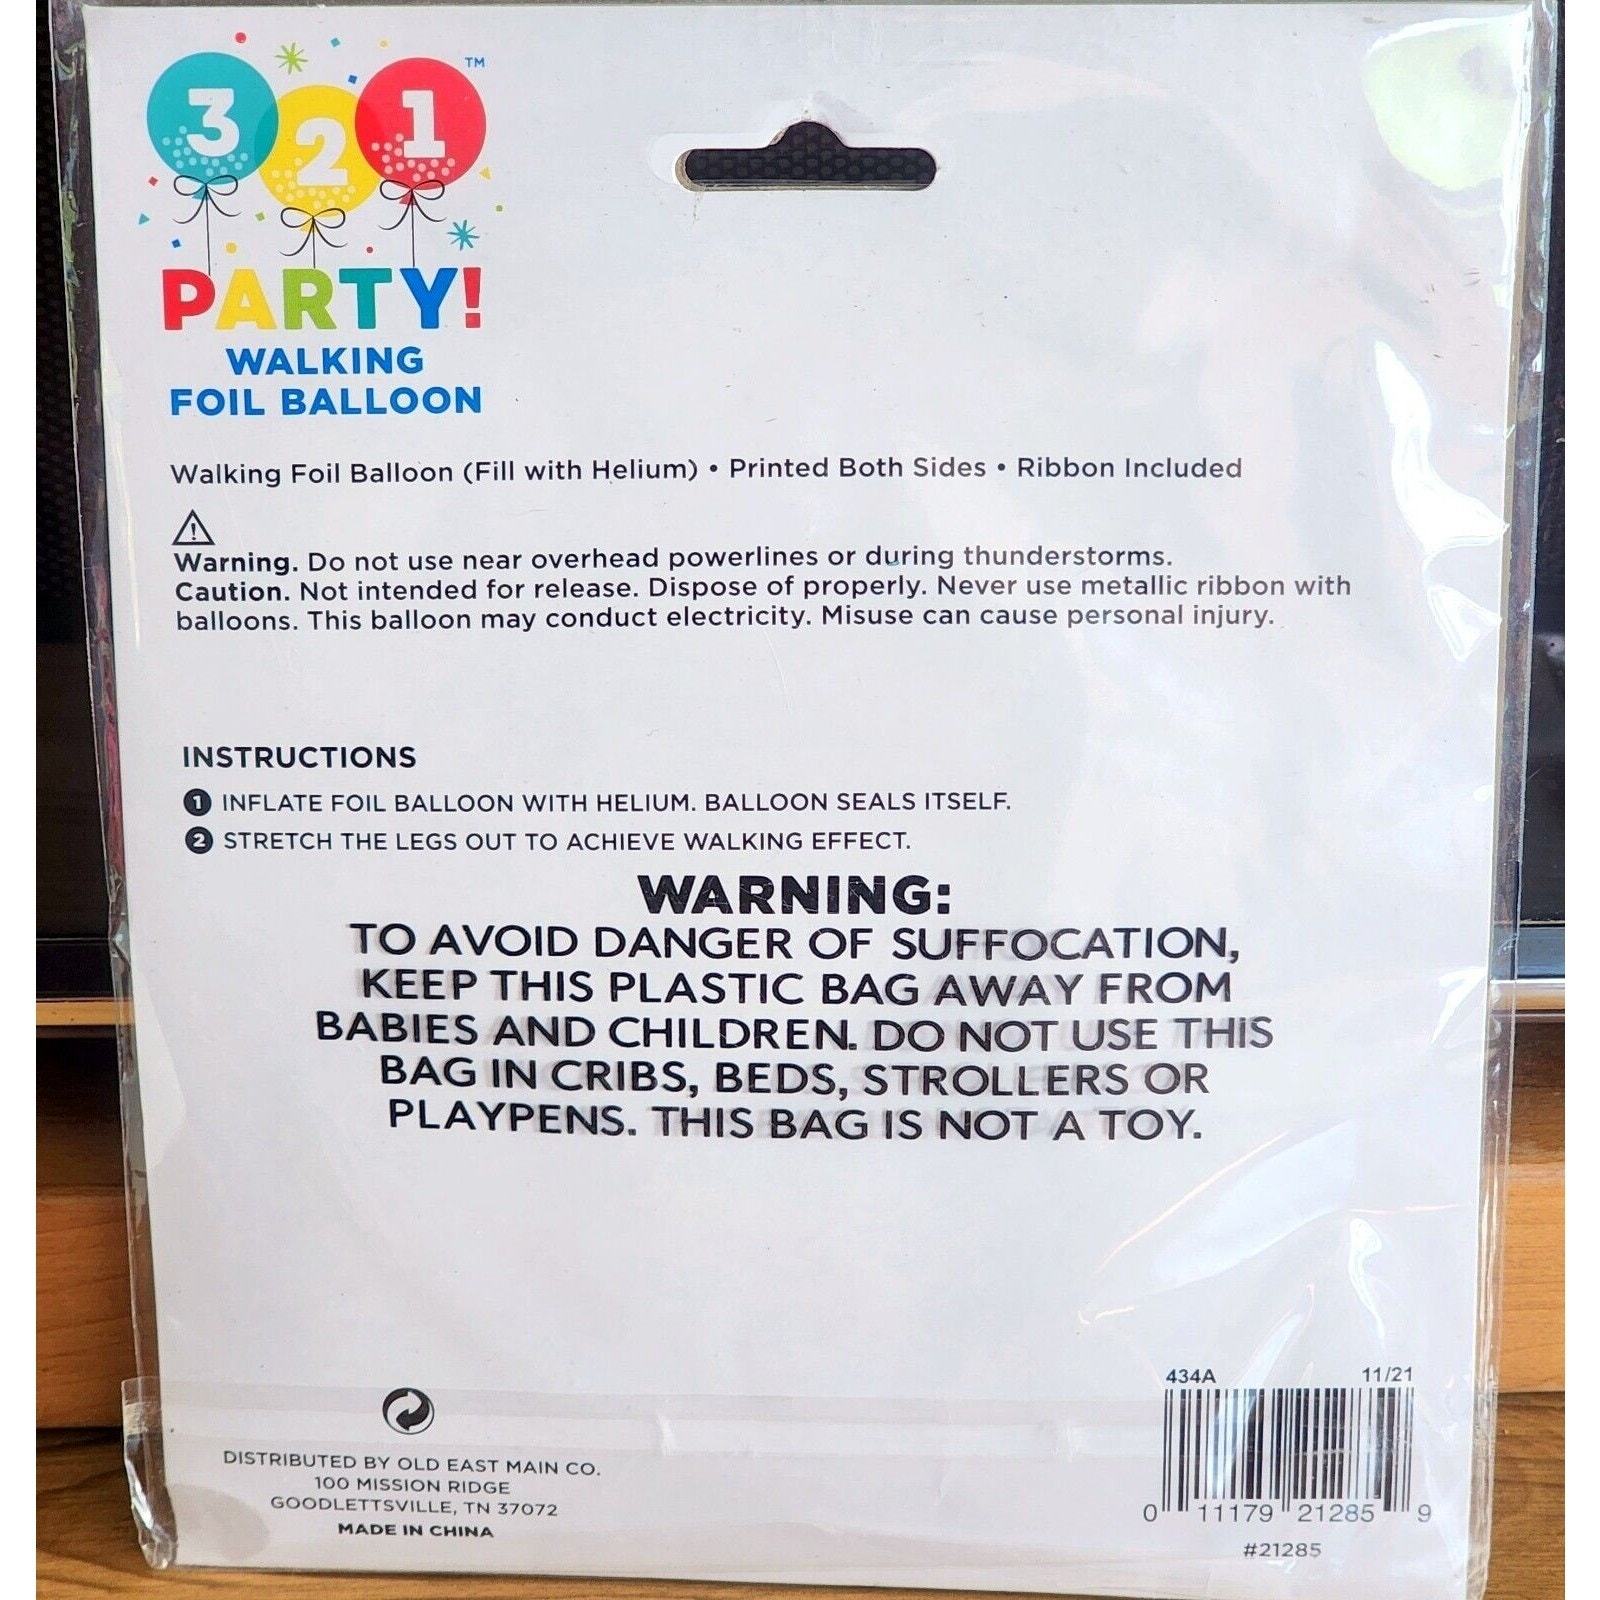 3 2 1 ™
PARTY!
WALKING
FOIL BALLOON
Walking Foil Balloon (Fill with Helium) • Printed Both Sides • Ribbon Included
Warning. Do not use near overhead powerlines or during thunderstorms.
Caution. Not intended for release. Dispose of properly. Never use metallic ribbon with
balloons. This balloon may conduct electricity. Misuse can cause personal injury.
INSTRUCTIONS
1 INFLATE FOIL BALLOON WITH HELIUM. BALLOON SEALS ITSELF.
2 STRETCH THE LEGS OUT TO ACHIEVE WALKING EFFECT.
WARNING:
TO AVOID DANGER OF SUFFOCATION,
KEEP THIS PLASTIC BAG AWAY FROM
BABIES AND CHILDREN. DO NOT USE THIS
BAG IN CRIBS, BEDS, STROLLERS OR
PLAYPENS. THIS BAG IS NOT A TOY.
DISTRIBUTED BY OLD EAST MAIN CO.
100 MISSION RIDGE
GOODLETTSVILLE, TN 37072
MADE IN CHINA
434A 11/21
0 11179 21285 9
#21285